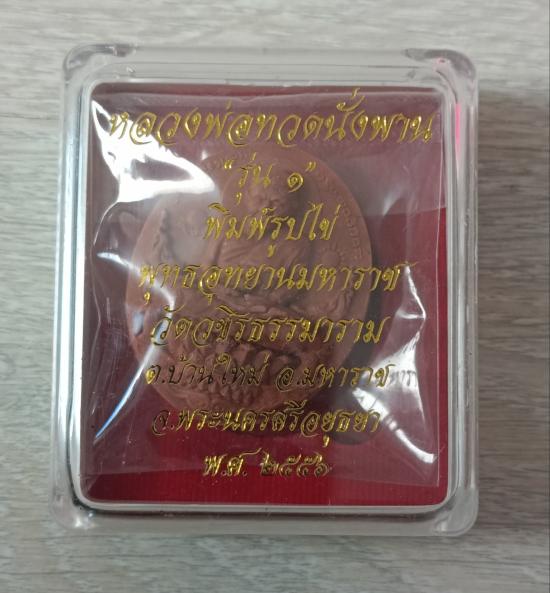 หลวงพ่อทวดนั่งพาน
"รุ่น ๑"
พิมพ์รูปไข่
พุทธอุทยานมหาราช
วัดวชิรธรรมาราม
ต.บ้านใหม่ อ.มหาราช
จ.พระนครศรีอยุธยา
พ.ศ. ๒๕๕๖